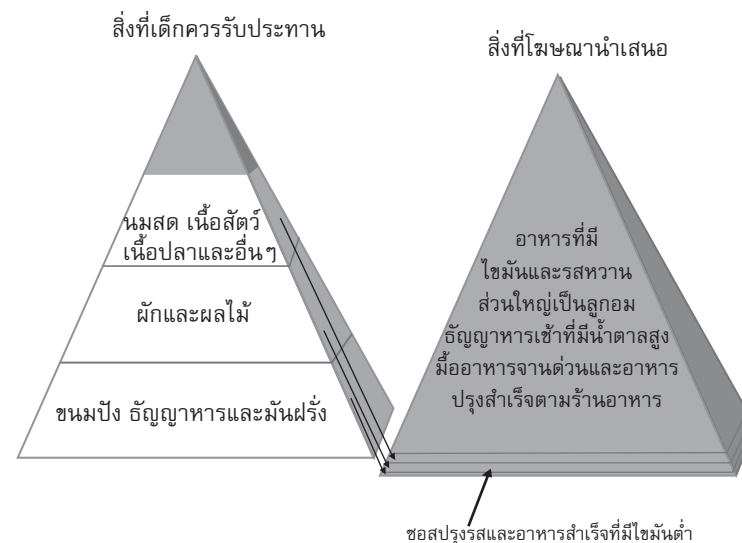 สิ่งที่เด็กควรรับประทาน
นมสด เนื้อสัตว์
เนื้อปลาและอื่นๆ
ผักและผลไม้
ขนมปัง ธัญญาหารและมันฝรั่ง
สิ่งที่โฆษณานำเสนอ
อาหารที่มี
ไขมันและรสหวาน
ส่วนใหญ่เป็นลูกอม
ธัญญาหารเช้าที่มีน้ำตาลสูง
มื้ออาหารจานด่วนและอาหาร
ปรุงสำเร็จตามร้านอาหาร
ซอสปรุงรสและอาหารสำเร็จที่มีไขมันต่ำ